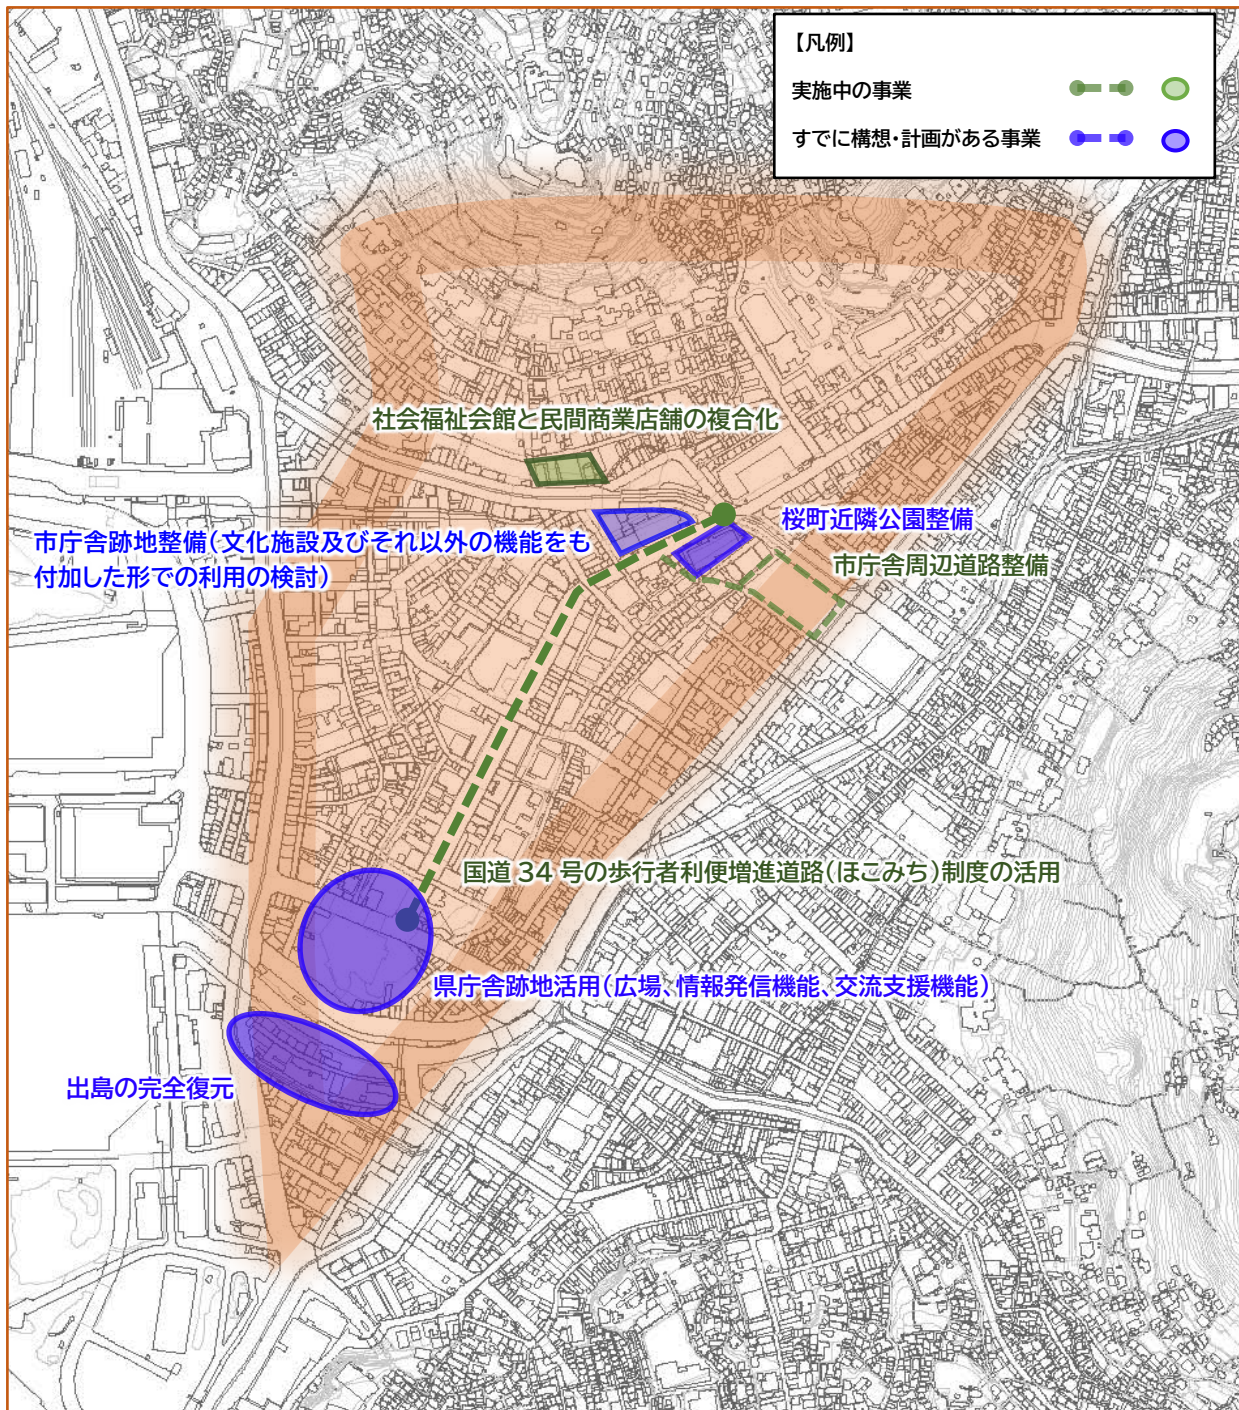 【凡例】
実施中の事業
すでに構想・計画がある事業
社会福祉会館と民間商業店舗の複合化
桜町近隣公園整備
市庁舎跡地整備(文化施設及びそれ以外の機能をも
付加した形での利用の検討)
市庁舎周辺道路整備
国道 34 号の歩行者利便増進道路(ほこみち)制度の活用
県庁舎跡地活用(広場、情報発信機能、交流支援機能)
出島の完全復元